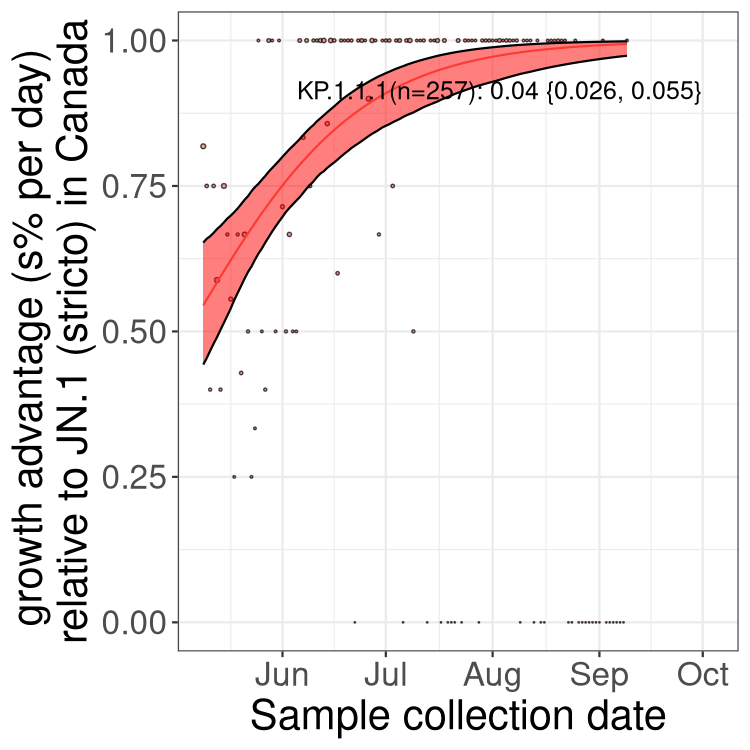 growth advantage (s% per day)
relative to JN.1 (stricto) in Canada
1.00
0.75
0.50
0.25
0.00
KP.1.1.1(n=257): 0.04 {0.026, 0.055}
Jun Jul Aug Sep Oct
Sample collection date